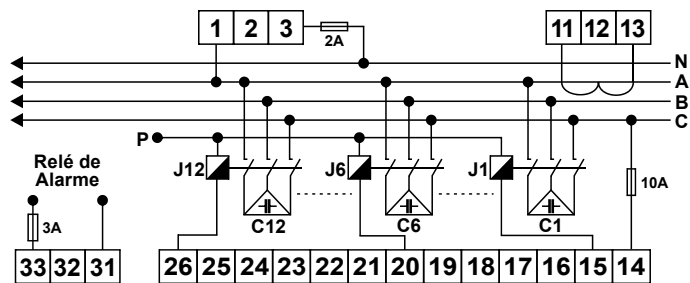 1 2 3
2A
11 12 13
N
A
B
C
P
Relé de
Alarme
J12
J6
J1
10A
3A
C12
C6
C1
33 32 31
26 25 24 23 22 21 20 19 18 17 16 15 14